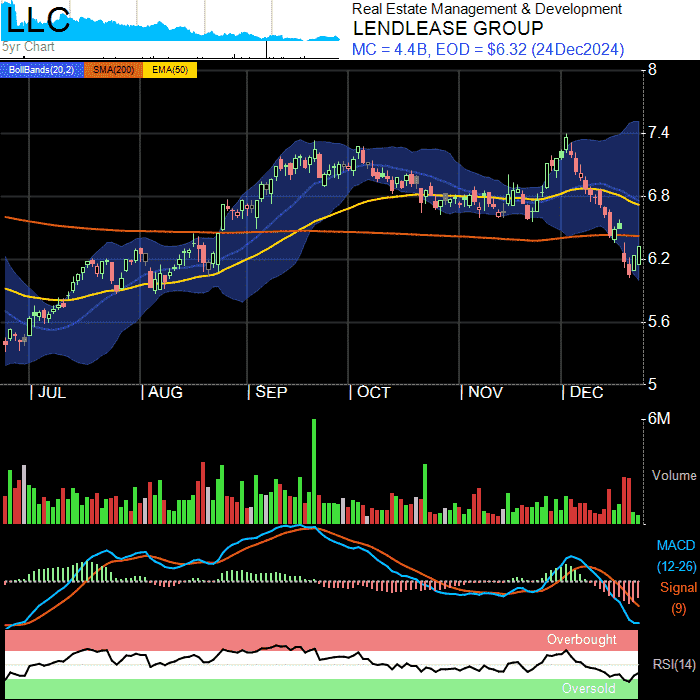 LLC
5yr Chart
Real Estate Management & Development
LENDLEASE GROUP
MC = 4.4B, EOD = $6.32 (24Dec2024)
BollBands(20,2) SMA(200) EMA(50)
8
7.4
6.8
6.2
5.6
5
JUL AUG SEP OCT NOV DEC
6M
Volume
MACD
(12-26)
Signal
(9)
Overbought
RSI(14)
Oversold